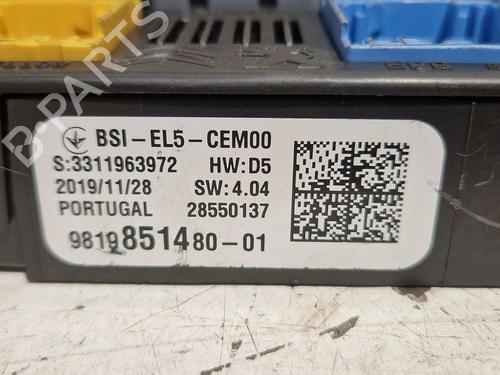 B-PARTS
BSI-EL5-CEM00
S:3311963972 HW:D5
2019/11/28 SW:4.04
PORTUGAL 28550137
9819851480-01